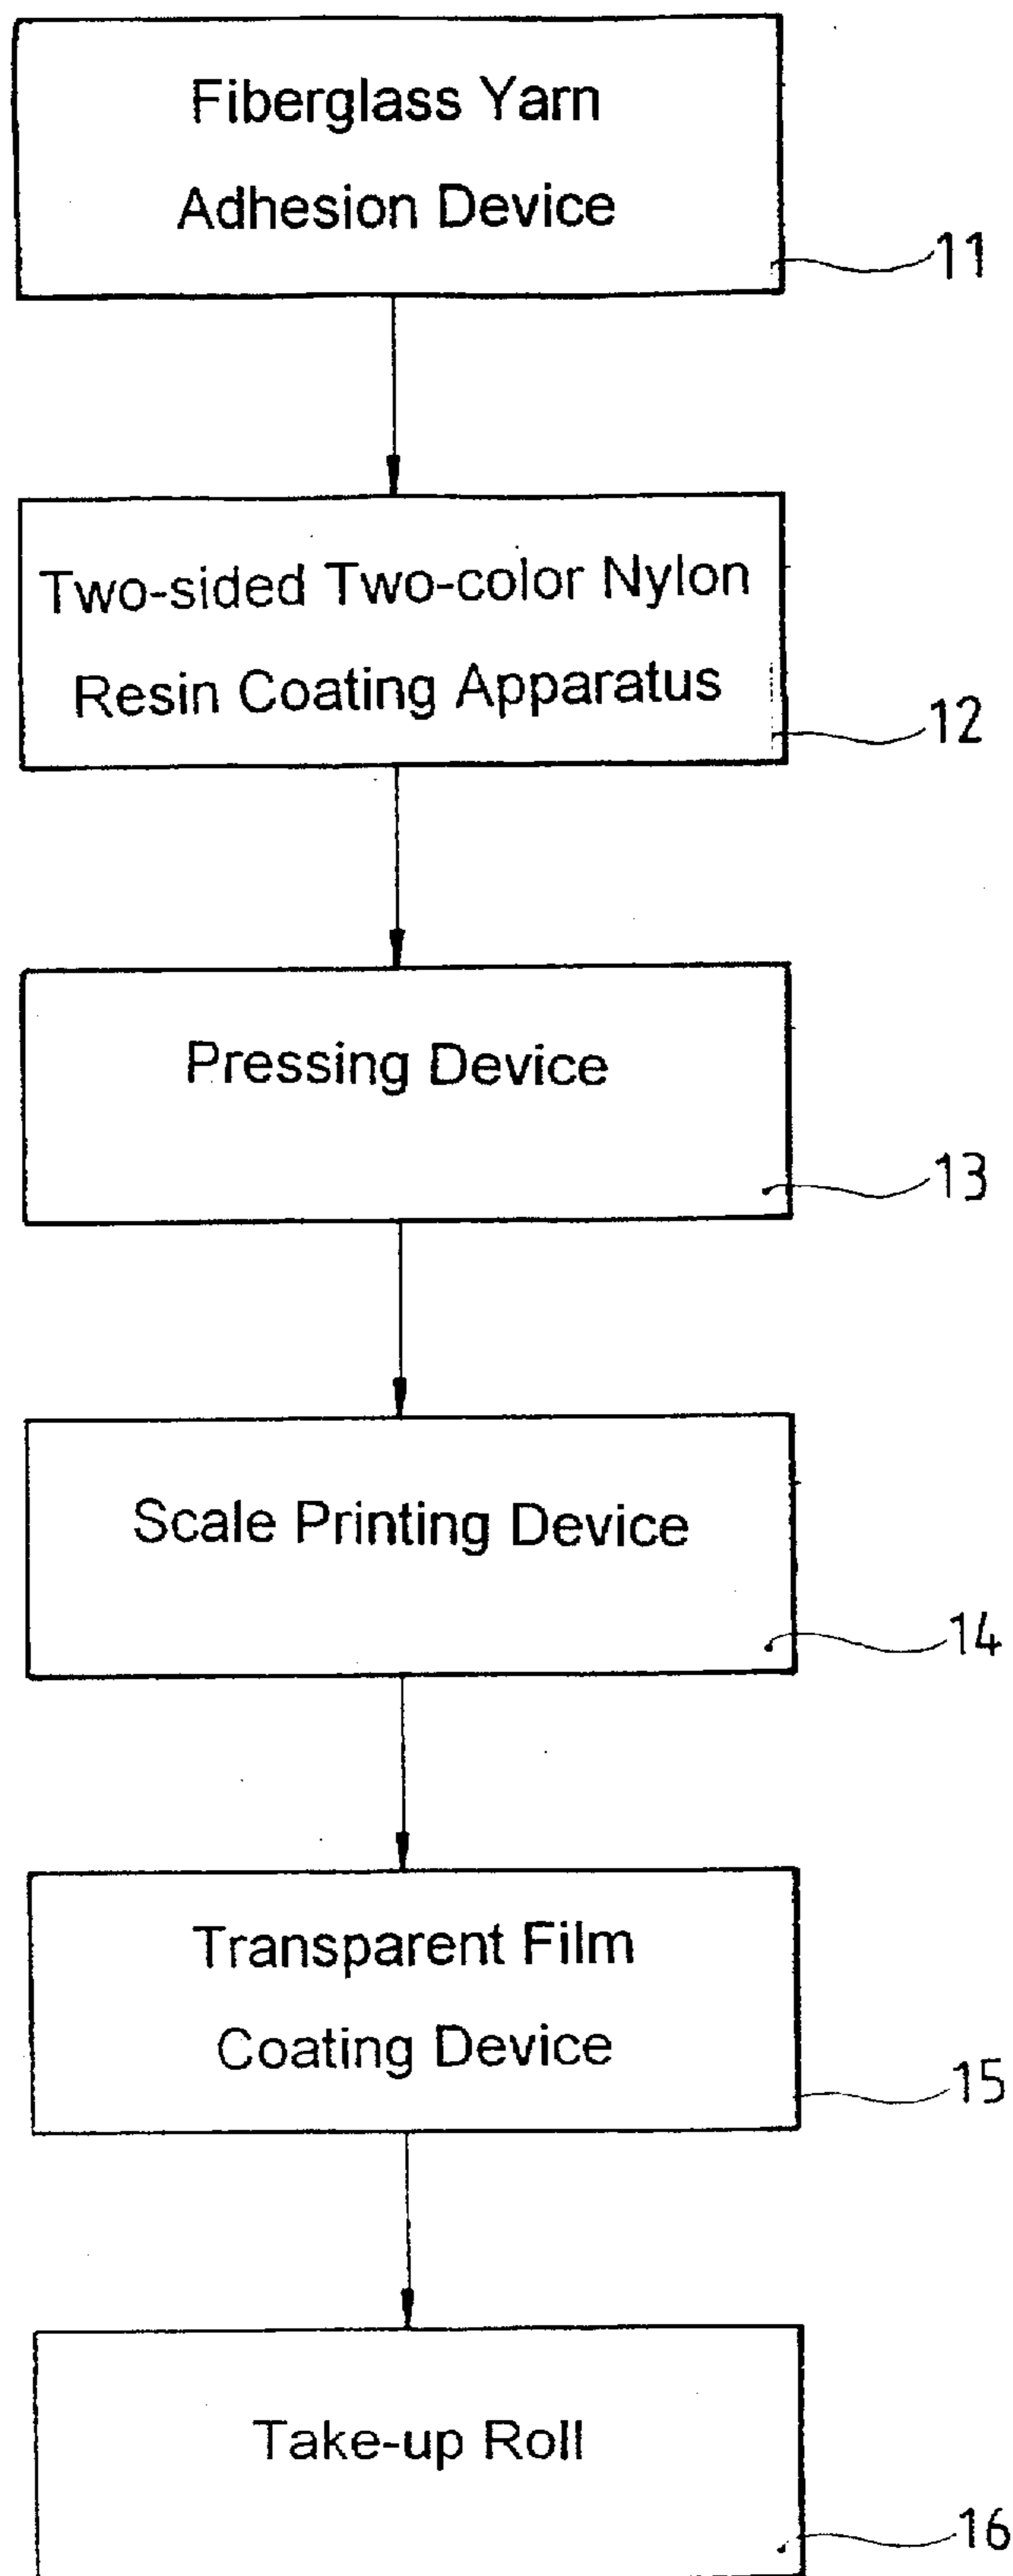 Fiberglass Yarn
Adhesion Device
11
Two-sided Two-color Nylon
Resin Coating Apparatus
12
Pressing Device
13
Scale Printing Device
14
Transparent Film
Coating Device
15
Take-up Roll
16